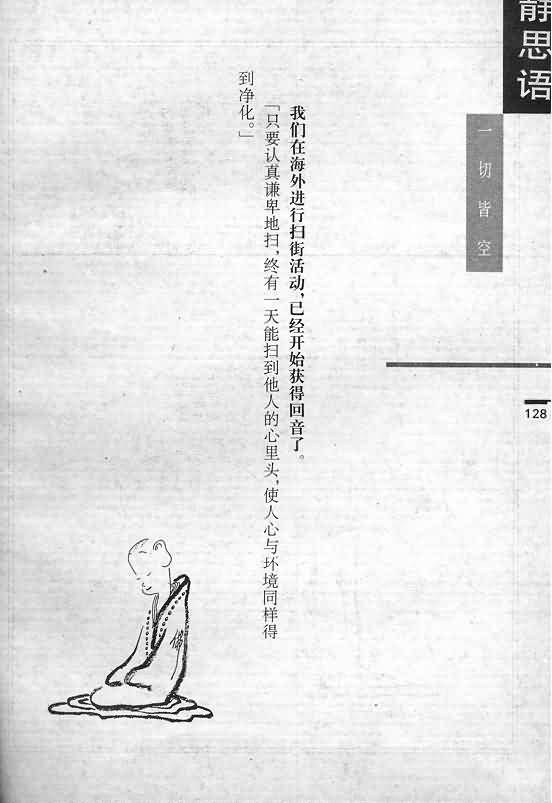 静思语
一切皆空
128
我们在海外进行扫街活动，已经开始获得回音了。
「只要认真谦卑地扫，终有一天能扫到他人的心里头，使人心与环境同样得
到净化。」